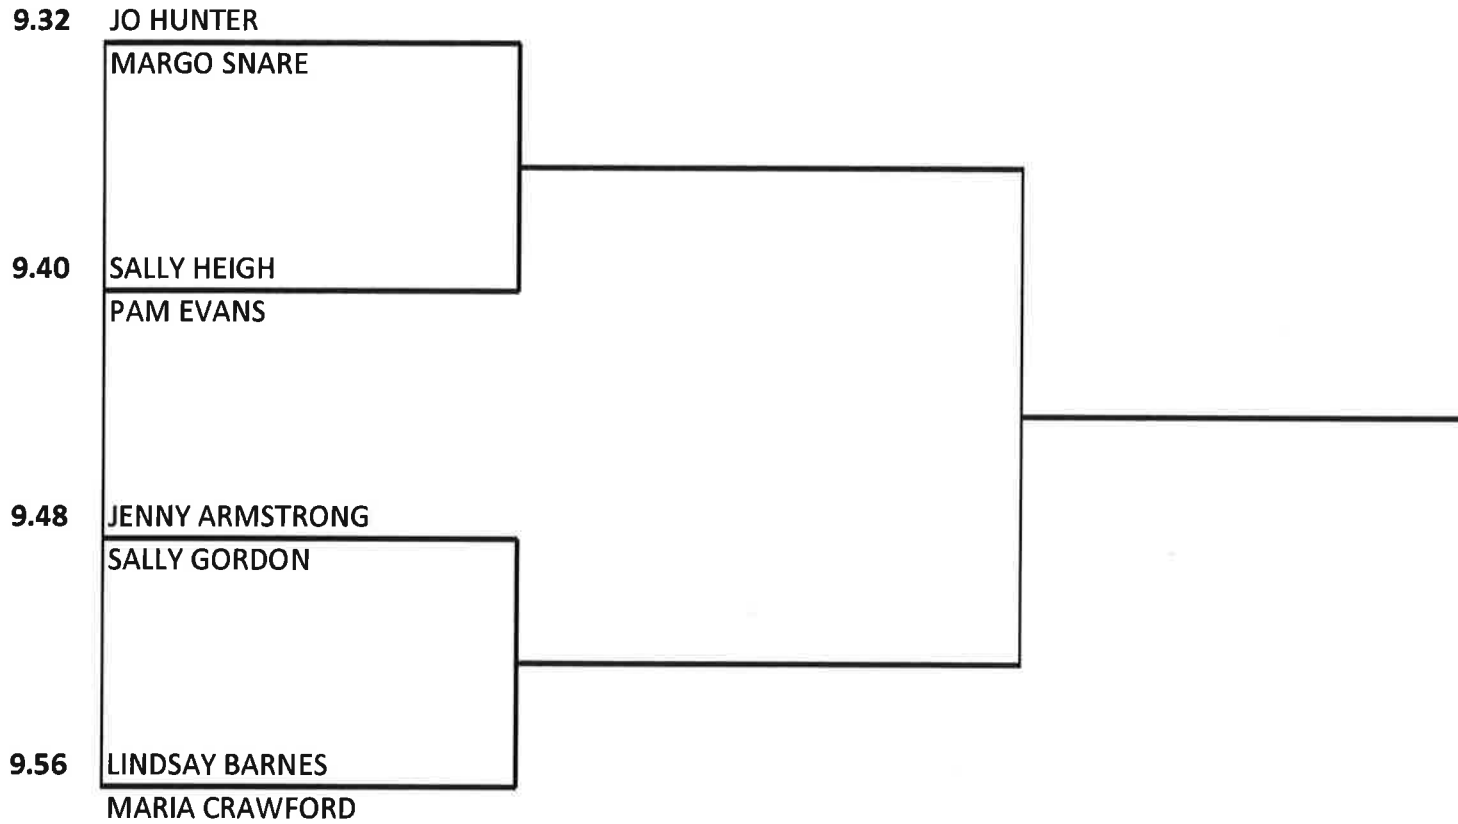 9.32 JO HUNTER
MARGO SNARE
9.40 SALLY HEIGH
PAM EVANS
9.48 JENNY ARMSTRONG
SALLY GORDON
9.56 LINDSAY BARNES
MARIA CRAWFORD